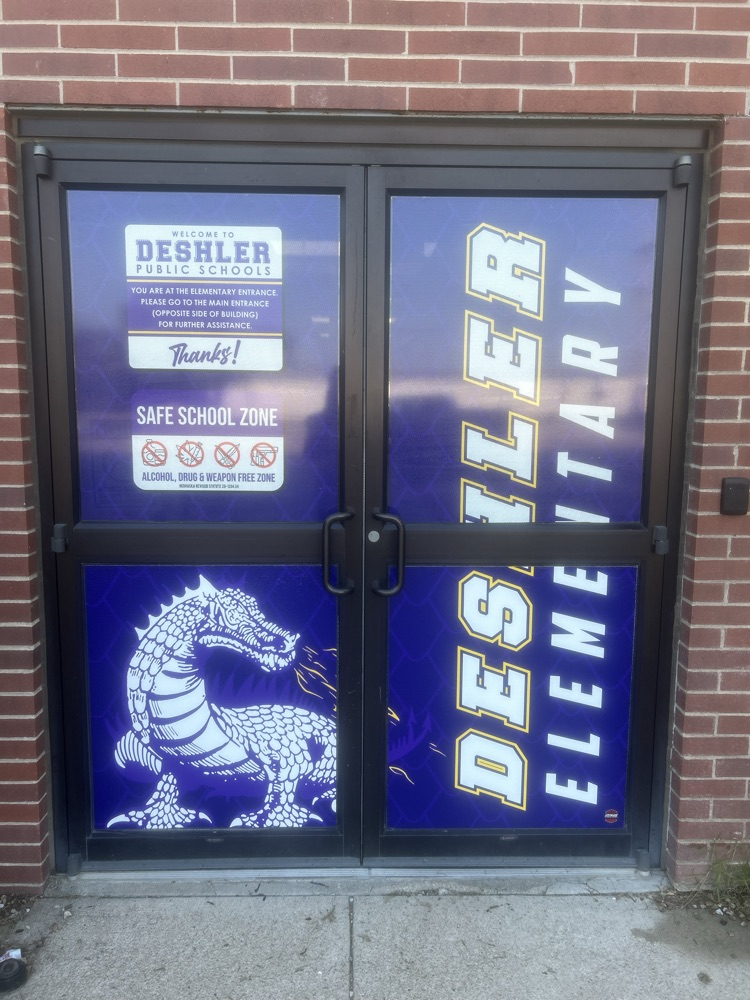 WELCOME TO
DESHLER
PUBLIC SCHOOLS
YOU ARE AT THE ELEMENTARY ENTRANCE.
PLEASE GO TO THE MAIN ENTRANCE
(OPPOSITE SIDE OF BUILDING)
FOR FURTHER ASSISTANCE.
Thanks!
SAFE SCHOOL ZONE
ALCOHOL, DRUG & WEAPON FREE ZONE
DESHLER
ELEMENTARY